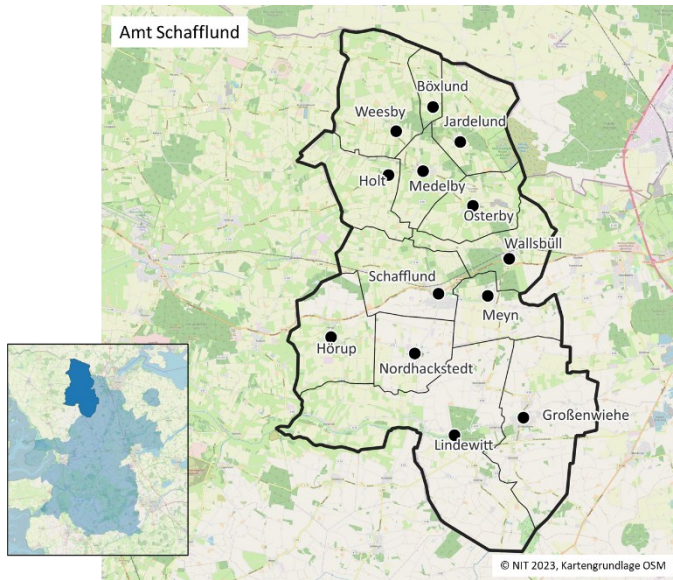 Amt Schafflund
Böxlund
Weesby
Jardelund
Holt
Medelby
Osterby
Wallsbüll
Schafflund
Meyn
Hörup
Nordhackstedt
Großenwiehe
Lindewitt
© NIT 2023, Kartengrundlage OSM